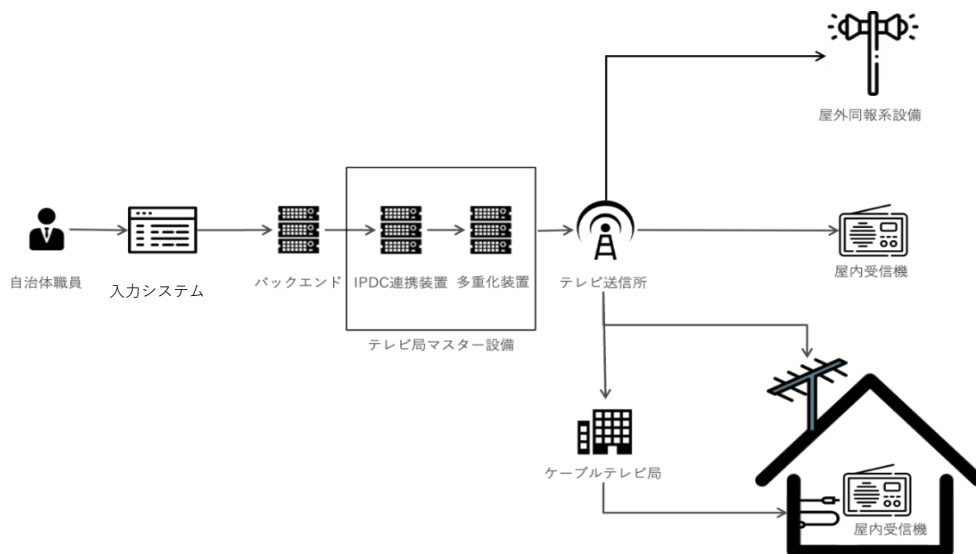 屋外同報系設備
自治体職員
入力システム
バックエンド
IPDC連携装置
多重化装置
テレビ送信所
屋内受信機
テレビ局マスター設備
ケーブルテレビ局
屋内受信機